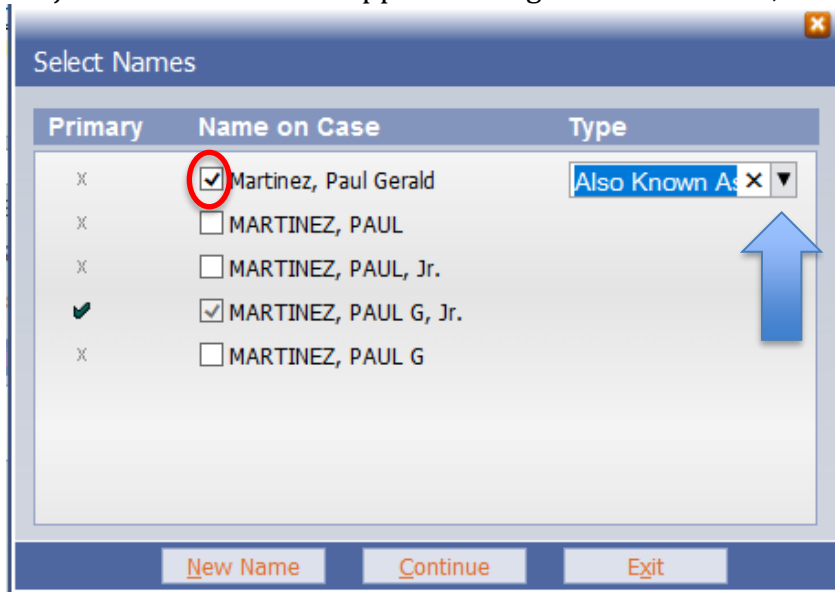 Select Names
Primary Name on Case Type
Martinez, Paul Gerald Also Known As
MARTINEZ, PAUL
MARTINEZ, PAUL, Jr.
MARTINEZ, PAUL G, Jr.
MARTINEZ, PAUL G
New Name Continue Exit